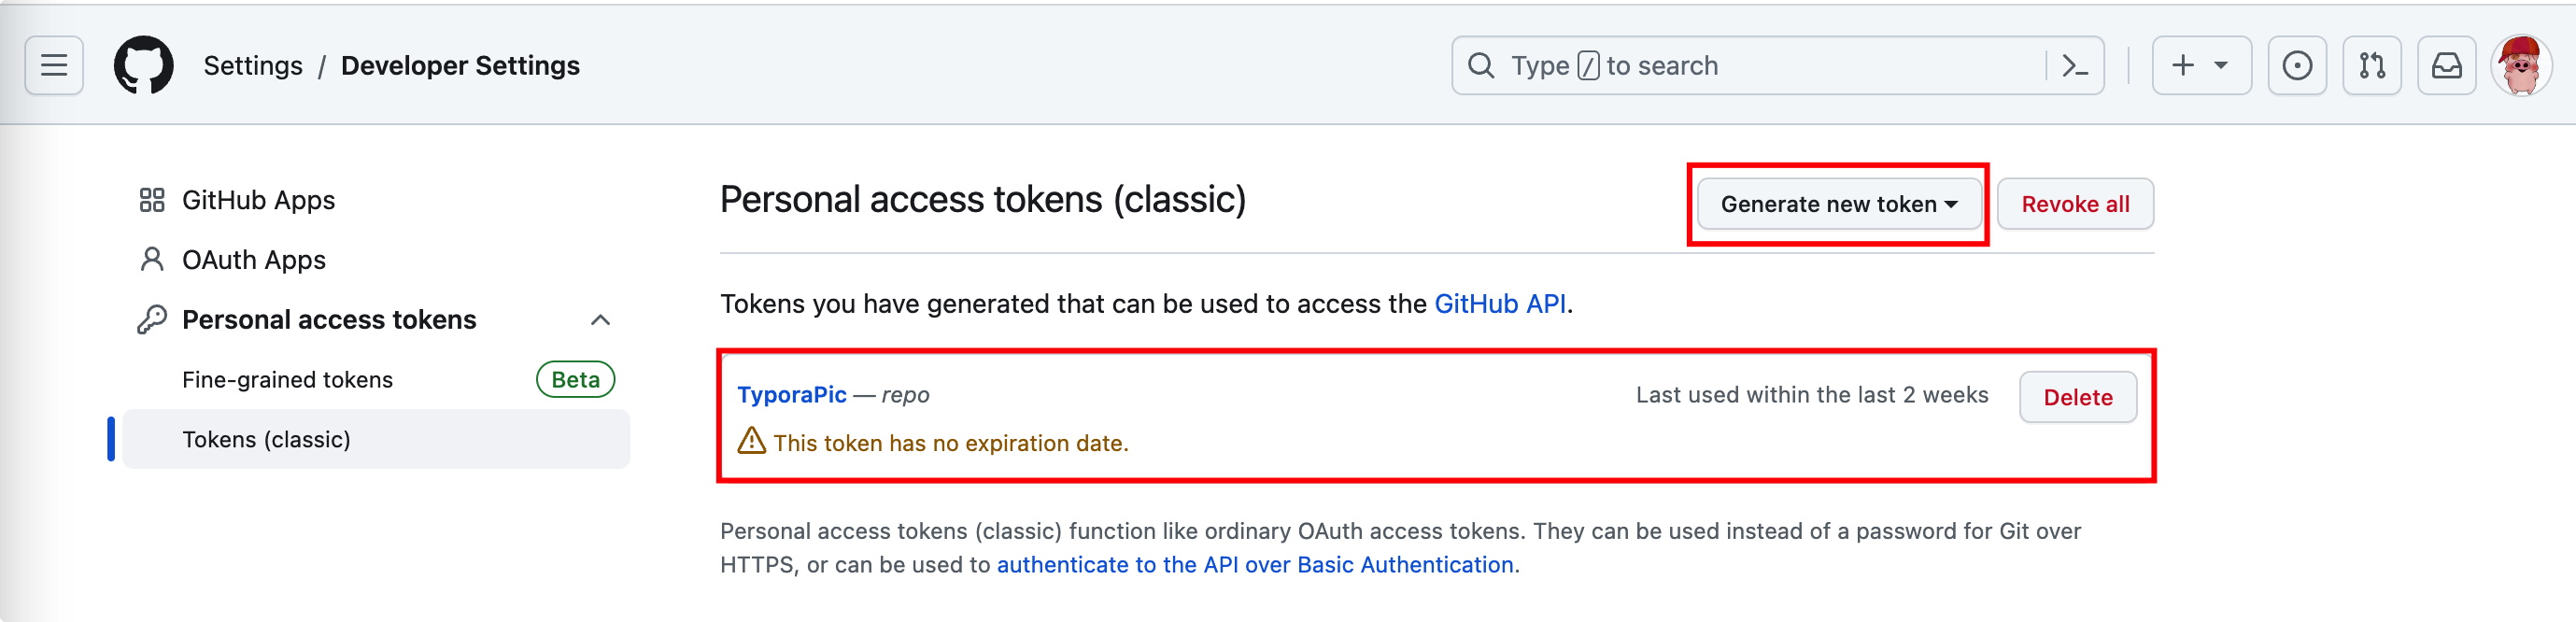 Settings / Developer Settings
Type / to search
GitHub Apps
OAuth Apps
Personal access tokens
Fine-grained tokens Beta
Tokens (classic)
Personal access tokens (classic)
Generate new token
Revoke all
Tokens you have generated that can be used to access the GitHub API.
TyporaPic — repo
Last used within the last 2 weeks
Delete
This token has no expiration date.
Personal access tokens (classic) function like ordinary OAuth access tokens. They can be used instead of a password for Git over
HTTPS, or can be used to authenticate to the API over Basic Authentication.